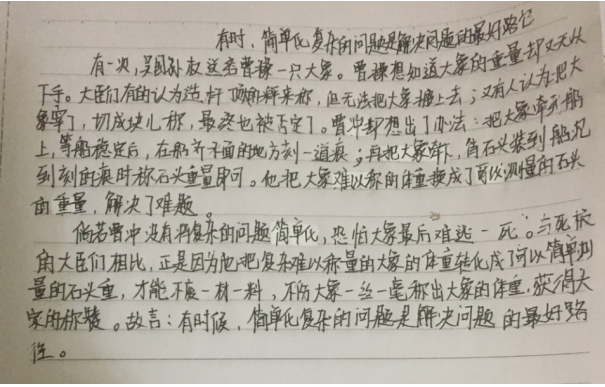 有时，简单化复杂的问题是解决问题的最好路径
有一次，吴国孙权送若曹操一只大象。曹操想知道大象的重量却又无从
下手。大臣们有的认为造杆顶秤来称，但无法把大象搬上去；又有人认为把大
象宰了，切成块儿称，最终也被否定了。曹冲却想出了办法：把大象牵到船
上，等船稳定后，在船齐平面的地方刻一道痕；再把大象牵下，用石头装到船沉
到刻的痕时称石头重量即可。他把大象难以称的体重换成了可以测量的石头
的重量，解决了难题。
倘若曹冲没有将复杂的问题简单化，恐怕大象最后难逃一死。与死板
的大臣们相比，正是因为他把复杂难以称量的大象的体重转化成了可以简单测
量的石头重，才能不废一材一料，不伤大象一丝一毫称出大象的体重，获得大
家的称赞。故言：有时候，简单化复杂的问题是解决问题的最好路
径。